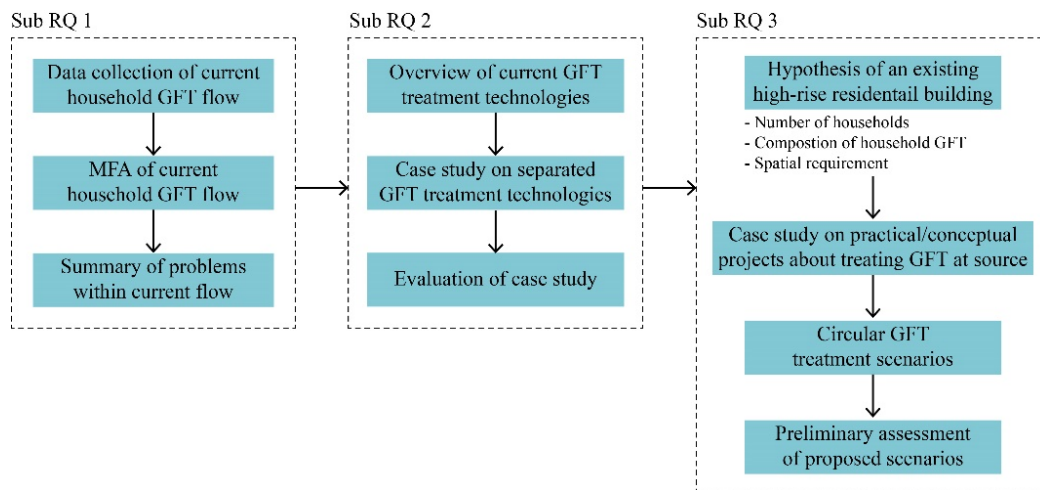 Sub RQ 1
Data collection of current
household GFT flow
MFA of current
household GFT flow
Summary of problems
within current flow
Sub RQ 2
Overview of current GFT
treatment technologies
Case study on separated
GFT treatment technologies
Evaluation of case study
Sub RQ 3
Hypothesis of an existing
high-rise residentail building
- Number of households
- Compostion of household GFT
- Spatial requirement
Case study on practical/conceptual
projects about treating GFT at source
Circular GFT
treatment scenarios
Preliminary assessment
of proposed scenarios